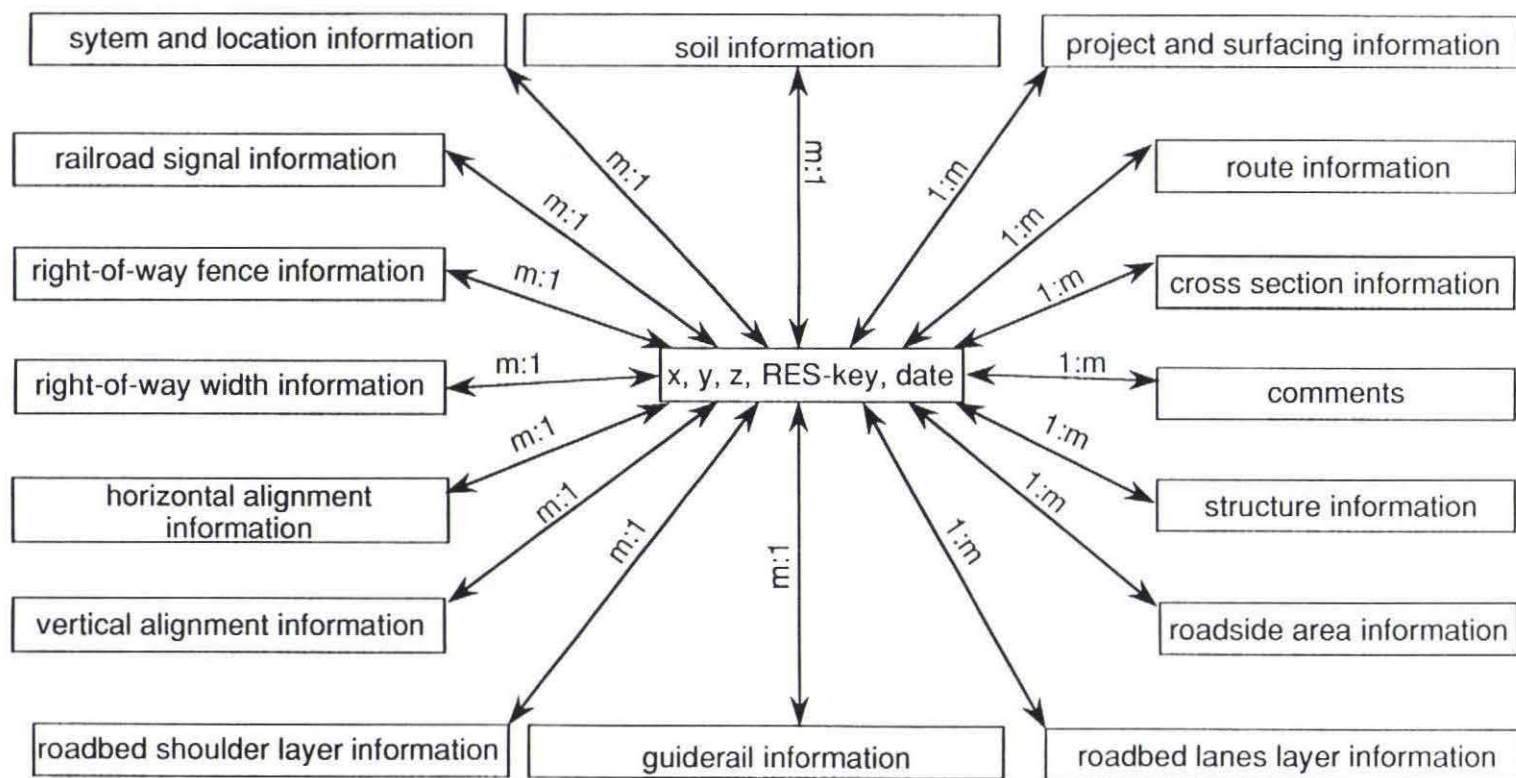 sytem and location information
soil information
project and surfacing information
railroad signal information
route information
right-of-way fence information
cross section information
right-of-way width information
x, y, z, RES-key, date
comments
horizontal alignment
information
structure information
vertical alignment information
roadside area information
roadbed shoulder layer information
guiderail information
roadbed lanes layer information
m:1
m:1
1:m
m:1
1:m
m:1
1:m
m:1
1:m
m:1
1:m
m:1
1:m
m:1
m:1
1:m